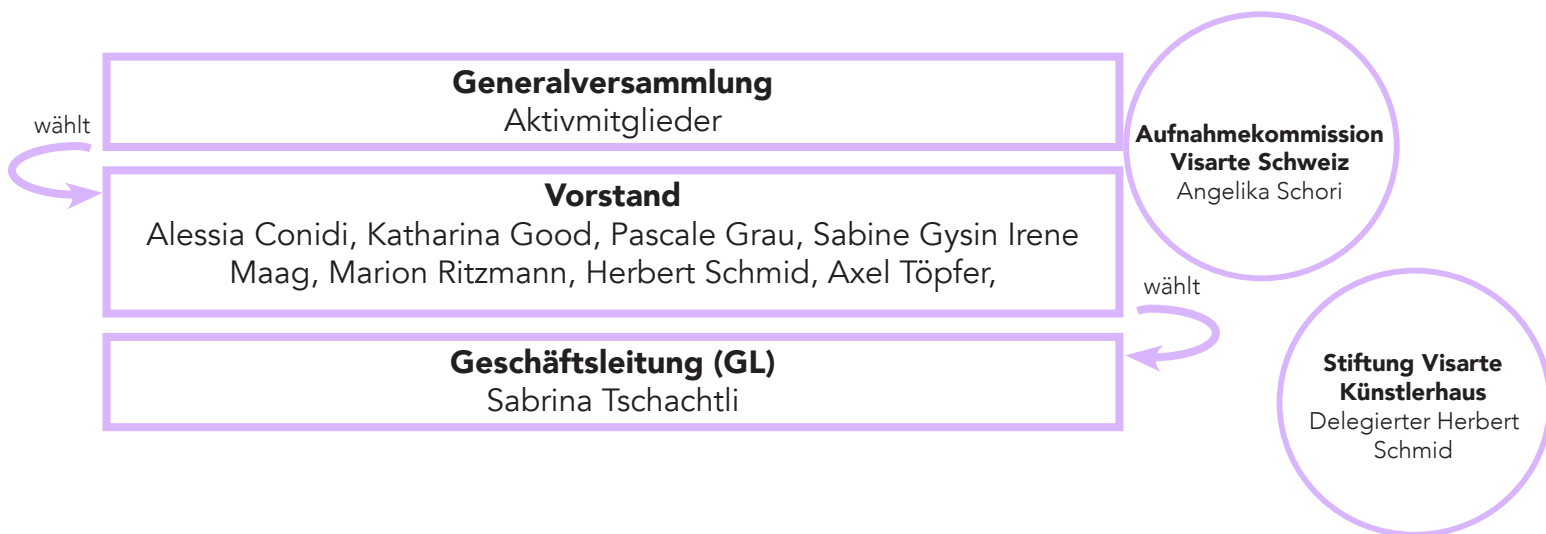 Generalversammlung
Aktivmitglieder
wählt
Vorstand
Alessia Conidi, Katharina Good, Pascale Grau, Sabine Gysin Irene
Maag, Marion Ritzmann, Herbert Schmid, Axel Töpfer,
wählt
Geschäftsleitung (GL)
Sabrina Tschachtli
Aufnahmekommission
Visarte Schweiz
Angelika Schori
Stiftung Visarte
Künstlerhaus
Delegierter Herbert
Schmid